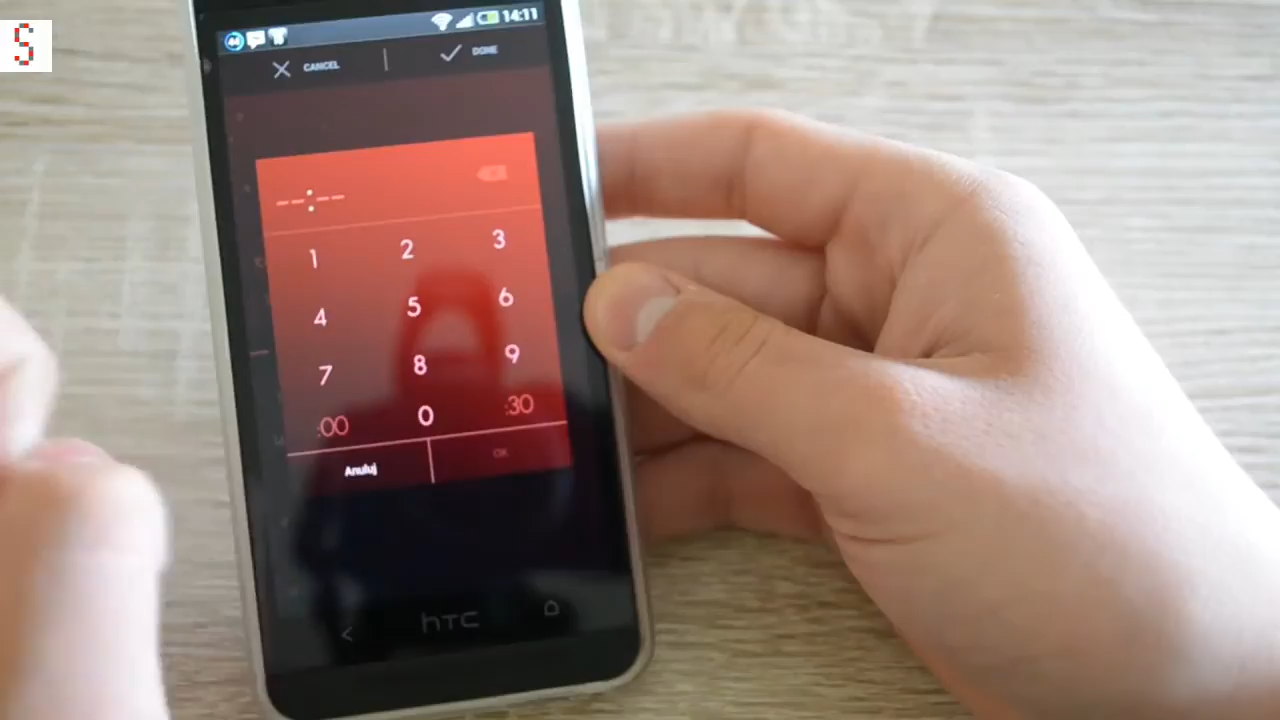 S
44
14:11
CANCEL
DONE
--:--
1 2 3
4 5 6
7 8 9
:00 0 :30
Anuluj
OK
hTC